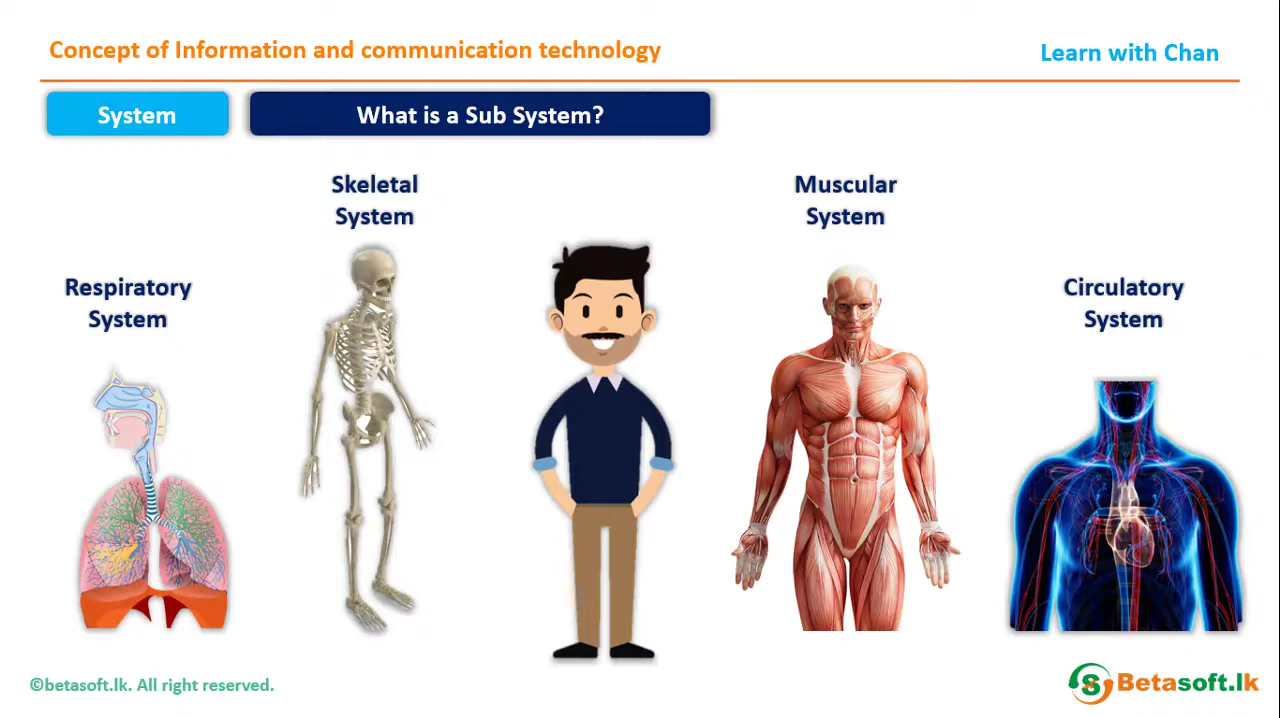 Concept of Information and communication technology
Learn with Chan
System
What is a Sub System?
Skeletal
System
Muscular
System
Respiratory
System
Circulatory
System
©betasoft.lk. All right reserved.
Betasoft.lk